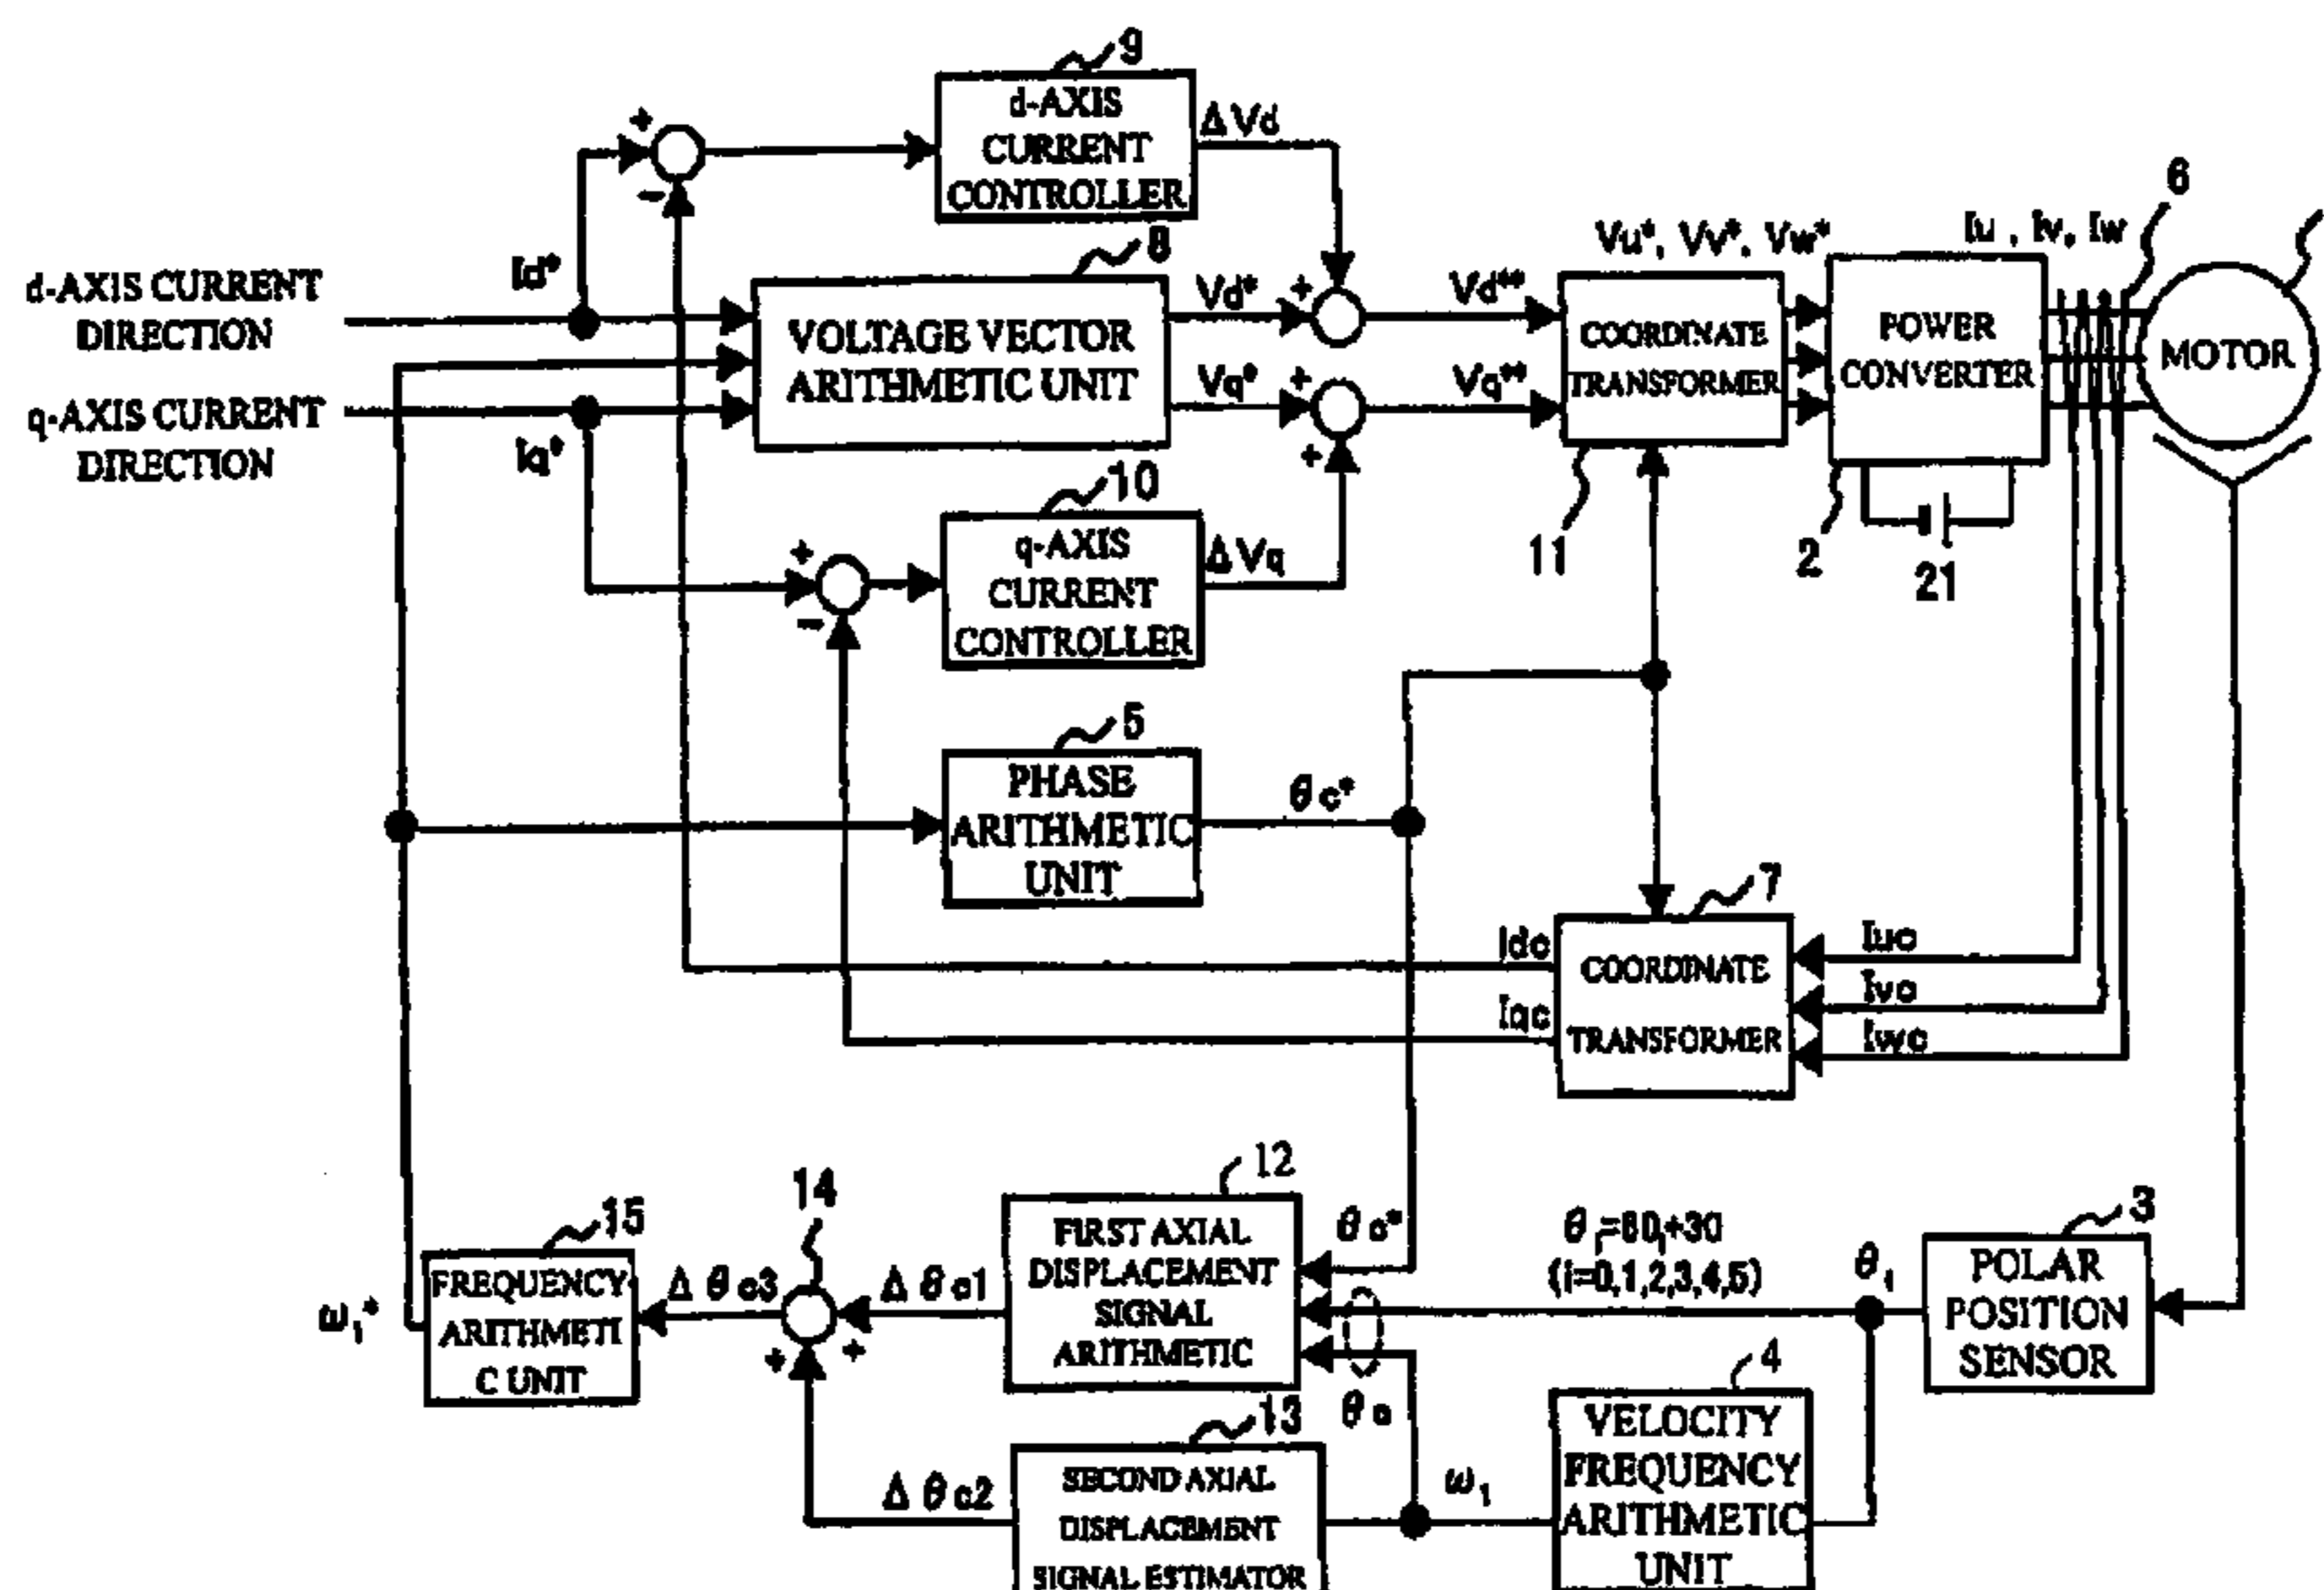 9
d-AXIS
CURRENT
CONTROLLER
ΔVd
6
Id*
8
Vu*, Vv*, Vw*
Iu, Iv, Iw
d-AXIS CURRENT
DIRECTION
VOLTAGE VECTOR
ARITHMETIC UNIT
Vd*
Vd**
COORDINATE
TRANSFORMER
POWER
CONVERTER
MOTOR
q-AXIS CURRENT
DIRECTION
Iq*
Vq*
Vq**
10
q-AXIS
CURRENT
CONTROLLER
ΔVq
11
2
21
5
PHASE
ARITHMETIC
UNIT
θc*
7
Idc
Iqc
COORDINATE
TRANSFORMER
Iuc
Ivc
Iwc
15
FREQUENCY
ARITHMETI
C UNIT
ω1*
Δθc3
14
Δθc1
12
FIRST AXIAL
DISPLACEMENT
SIGNAL
ARITHMETIC
θc*
(i=0,1,2,3,4,5)
θi
3
POLAR
POSITION
SENSOR
Δθc2
13
SECOND AXIAL
DISPLACEMENT
SIGNAL ESTIMATOR
ω1
4
VELOCITY
FREQUENCY
ARITHMETIC
UNIT